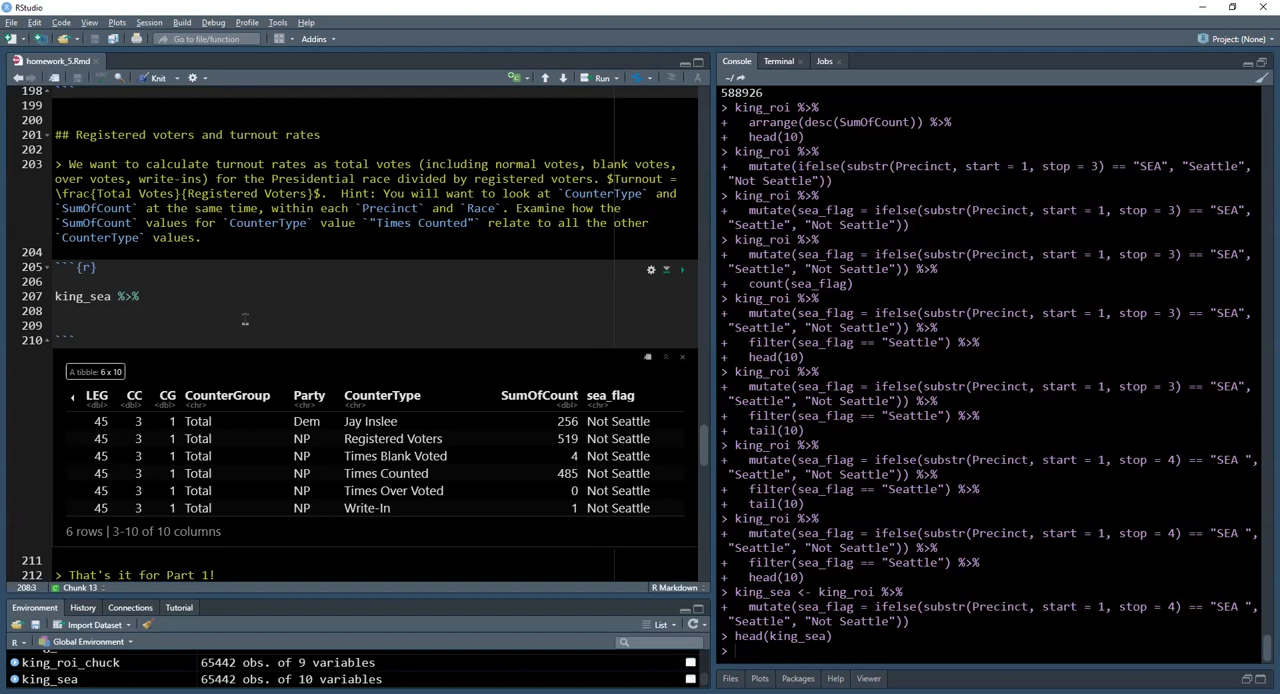 RStudio
File Edit Code View Plots Session Build Debug Profile Tools Help
Go to file/function Addins Project: (None)
homework_5.Rmd
Knit Run
198 ```
199
200
201 ## Registered voters and turnout rates
202
203 > We want to calculate turnout rates as total votes (including normal votes, blank votes,
over votes, write-ins) for the Presidential race divided by registered voters. $Turnout =
\frac{Total Votes}{Registered Voters}$. Hint: You will want to look at `CounterType` and
`SumOfCount` at the same time, within each `Precinct` and `Race`. Examine how the
`SumOfCount` values for `CounterType` value `"Times Counted"` relate to all the other
`CounterType` values.
204
205 ```{r}
206
207 king_sea %>%
208
209
210 ```
A tibble: 6 x 10
LEG CC CG CounterGroup Party CounterType SumOfCount sea_flag
<dbl> <dbl> <dbl> <chr> <chr> <chr> <dbl> <chr>
45 3 1 Total Dem Jay Inslee 256 Not Seattle
45 3 1 Total NP Registered Voters 519 Not Seattle
45 3 1 Total NP Times Blank Voted 4 Not Seattle
45 3 1 Total NP Times Counted 485 Not Seattle
45 3 1 Total NP Times Over Voted 0 Not Seattle
45 3 1 Total NP Write-In 1 Not Seattle
6 rows | 3-10 of 10 columns
211
212 > That's it for Part 1!
208:3 Chunk 13 R Markdown
Environment History Connections Tutorial
Import Dataset List
R Global Environment
king_roi_chuck 65442 obs. of 9 variables
king_sea 65442 obs. of 10 variables
Console Terminal Jobs
~/
588926
> king_roi %>%
+ arrange(desc(SumOfCount)) %>%
+ head(10)
> king_roi %>%
+ mutate(ifelse(substr(Precinct, start = 1, stop = 3) == "SEA", "Seattle",
"Not Seattle"))
> king_roi %>%
+ mutate(sea_flag = ifelse(substr(Precinct, start = 1, stop = 3) == "SEA",
"Seattle", "Not Seattle"))
> king_roi %>%
+ mutate(sea_flag = ifelse(substr(Precinct, start = 1, stop = 3) == "SEA",
"Seattle", "Not Seattle")) %>%
+ count(sea_flag)
> king_roi %>%
+ mutate(sea_flag = ifelse(substr(Precinct, start = 1, stop = 3) == "SEA",
"Seattle", "Not Seattle")) %>%
+ filter(sea_flag == "Seattle") %>%
+ head(10)
> king_roi %>%
+ mutate(sea_flag = ifelse(substr(Precinct, start = 1, stop = 3) == "SEA",
"Seattle", "Not Seattle")) %>%
+ filter(sea_flag == "Seattle") %>%
+ tail(10)
> king_roi %>%
+ mutate(sea_flag = ifelse(substr(Precinct, start = 1, stop = 4) == "SEA ",
"Seattle", "Not Seattle")) %>%
+ filter(sea_flag == "Seattle") %>%
+ tail(10)
> king_roi %>%
+ mutate(sea_flag = ifelse(substr(Precinct, start = 1, stop = 4) == "SEA ",
"Seattle", "Not Seattle")) %>%
+ filter(sea_flag == "Seattle") %>%
+ head(10)
> king_sea <- king_roi %>%
+ mutate(sea_flag = ifelse(substr(Precinct, start = 1, stop = 4) == "SEA ",
"Seattle", "Not Seattle"))
> head(king_sea)
>
Files Plots Packages Help Viewer